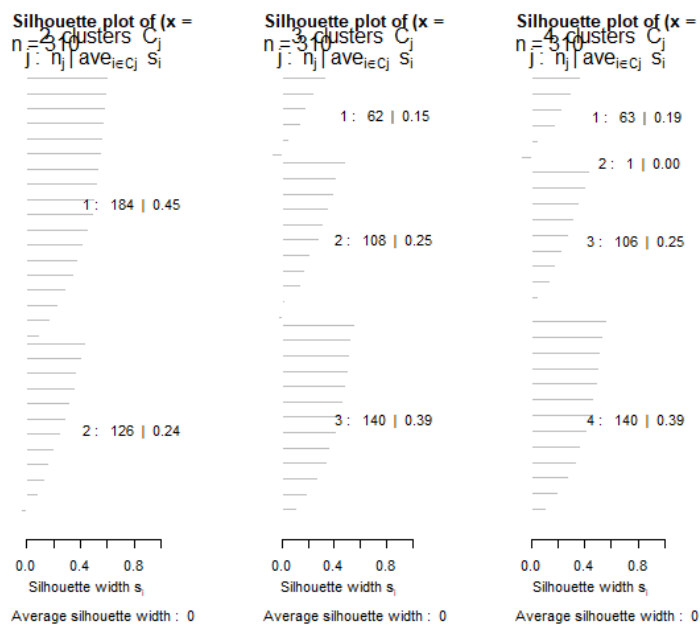 Silhouette plot of (x =
n = 310
2 clusters Cj
j : nj | avei∈Cj si
1 : 184 | 0.45
2 : 126 | 0.24
0.0 0.4 0.8
Silhouette width si
Average silhouette width : 0
Silhouette plot of (x =
n = 310
3 clusters Cj
j : nj | avei∈Cj si
1 : 62 | 0.15
2 : 108 | 0.25
3 : 140 | 0.39
0.0 0.4 0.8
Silhouette width si
Average silhouette width : 0
Silhouette plot of (x =
n = 310
4 clusters Cj
j : nj | avei∈Cj si
1 : 63 | 0.19
2 : 1 | 0.00
3 : 106 | 0.25
4 : 140 | 0.39
0.0 0.4 0.8
Silhouette width si
Average silhouette width : 0